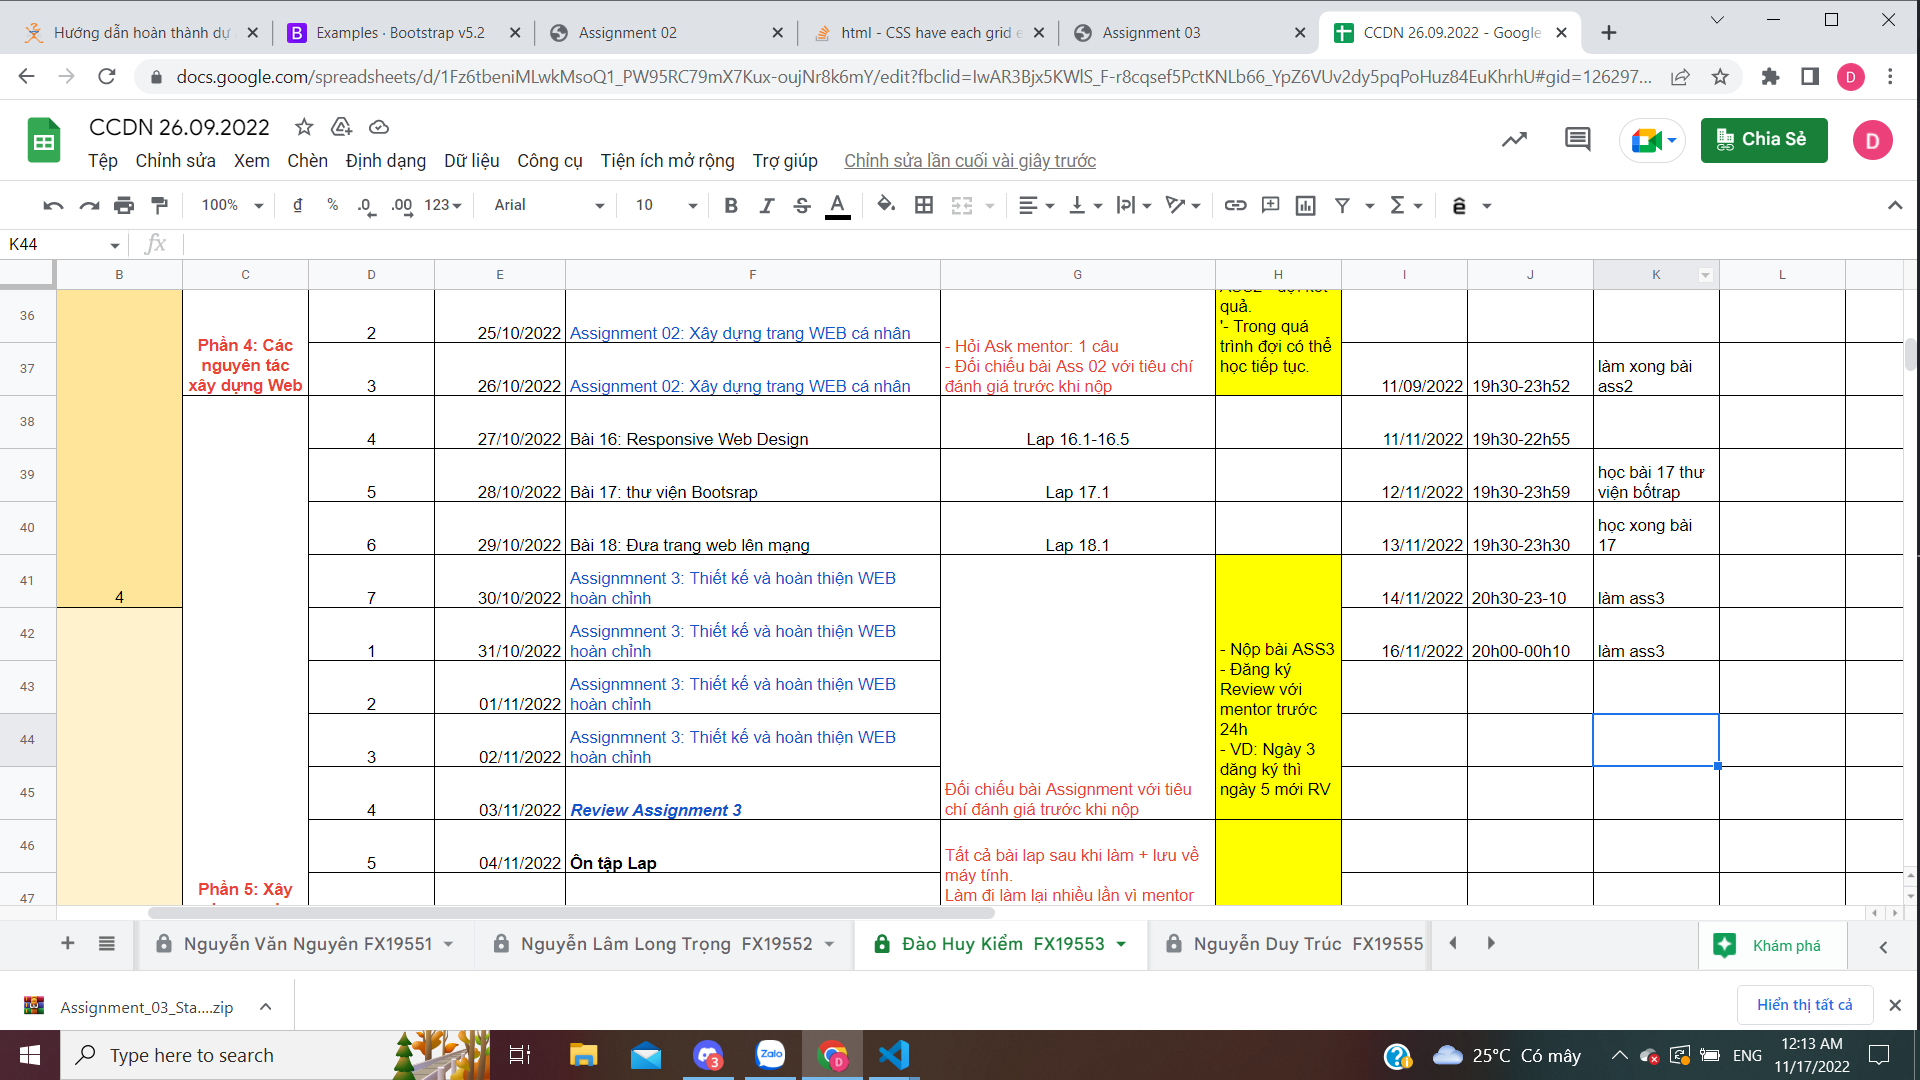 Hướng dẫn hoàn thành dự
Examples · Bootstrap v5.2
Assignment 02
html - CSS have each grid e
Assignment 03
CCDN 26.09.2022 - Google
docs.google.com/spreadsheets/d/1Fz6tbeniMLwkMsoQ1_PW95RC79mX7Kux-oujNr8k6mY/edit?fbclid=IwAR3Bjx5KWlS_F-r8cqsef5PctKNLb66_YpZ6VUv2dy5pqPoHuz84EuKhrhU#gid=126297...
D
CCDN 26.09.2022
Chia Sẻ
D
Tệp Chỉnh sửa Xem Chèn Định dạng Dữ liệu Công cụ Tiện ích mở rộng Trợ giúp Chỉnh sửa lần cuối vài giây trước
100% đ % .0 .00 123 Arial 10 B I S A
K44 fx
B C D E F G H I J K L
36 2 25/10/2022 Assignment 02: Xây dựng trang WEB cá nhân
37 3 26/10/2022 Assignment 02: Xây dựng trang WEB cá nhân 11/09/2022 19h30-23h52 làm xong bài
ass2
Phần 4: Các
nguyên tác
xây dựng Web
- Hỏi Ask mentor: 1 câu
- Đối chiếu bài Ass 02 với tiêu chí
đánh giá trước khi nộp
quả.
'- Trong quá
trình đợi có thể
học tiếp tục.
38 4 27/10/2022 Bài 16: Responsive Web Design Lap 16.1-16.5 11/11/2022 19h30-22h55
39 5 28/10/2022 Bài 17: thư viện Bootsrap Lap 17.1 12/11/2022 19h30-23h59 học bài 17 thư
viện bốtrap
40 6 29/10/2022 Bài 18: Đưa trang web lên mạng Lap 18.1 13/11/2022 19h30-23h30 học xong bài
17
41 4 7 30/10/2022 Assignmnent 3: Thiết kế và hoàn thiện WEB
hoàn chỉnh 14/11/2022 20h30-23-10 làm ass3
42 1 31/10/2022 Assignmnent 3: Thiết kế và hoàn thiện WEB
hoàn chỉnh 16/11/2022 20h00-00h10 làm ass3
43 2 01/11/2022 Assignmnent 3: Thiết kế và hoàn thiện WEB
hoàn chỉnh
44 3 02/11/2022 Assignmnent 3: Thiết kế và hoàn thiện WEB
hoàn chỉnh
- Nộp bài ASS3
- Đăng ký
Review với
mentor trước
24h
- VD: Ngày 3
dăng ký thì
ngày 5 mới RV
45 4 03/11/2022 Review Assignment 3
Đối chiếu bài Assignment với tiêu
chí đánh giá trước khi nộp
46 5 04/11/2022 Ôn tập Lap
Tất cả bài lap sau khi làm + lưu về
máy tính.
Làm đi làm lại nhiều lần vì mentor
47 Phần 5: Xây
Nguyễn Văn Nguyên FX19551
Nguyễn Lâm Long Trọng FX19552
Đào Huy Kiểm FX19553
Nguyễn Duy Trúc FX19555
Khám phá
Assignment_03_Sta....zip
Hiển thị tất cả
Type here to search
3
Zalo
D
25°C Có mây
ENG
12:13 AM
11/17/2022